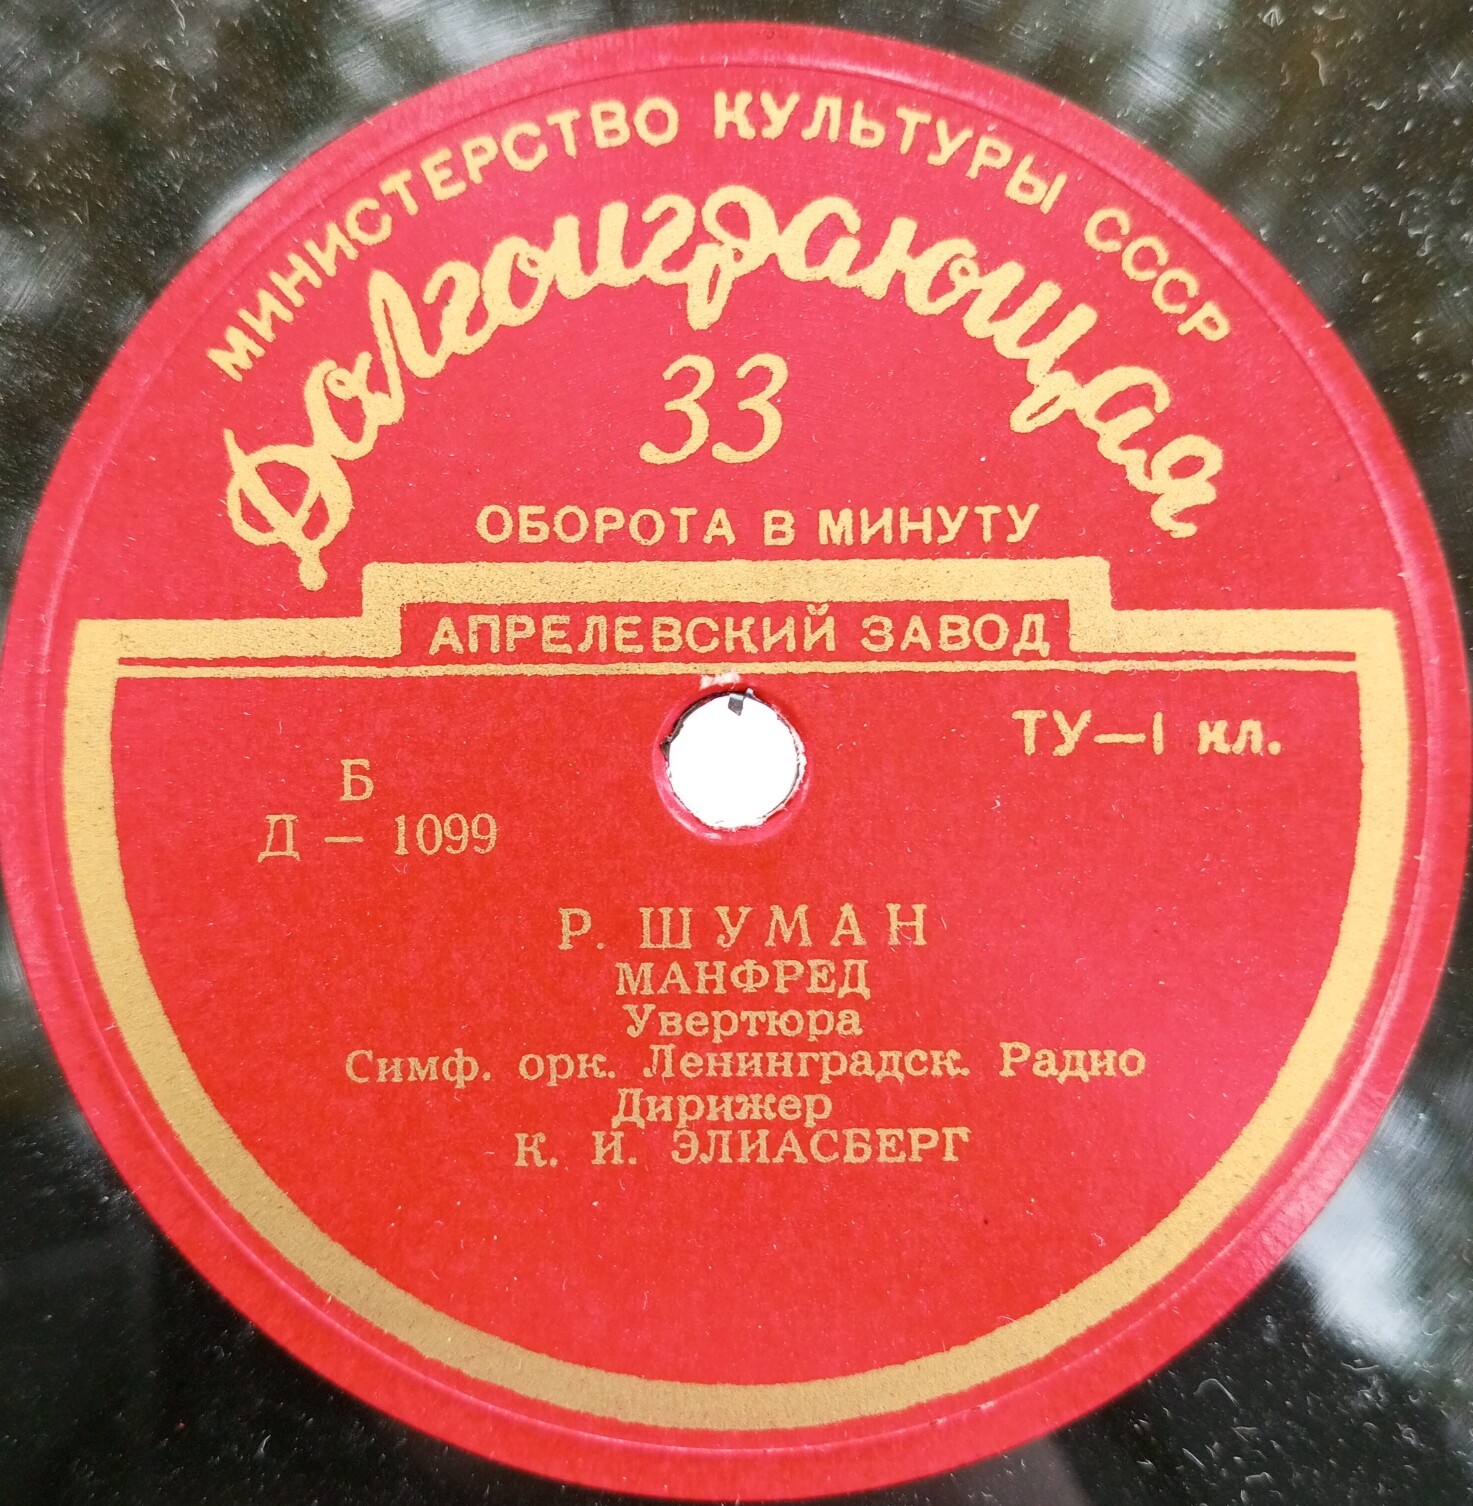 МИНИСТЕРСТВО КУЛЬТУРЫ СССР
Долгоиграющая
33
ОБОРОТА В МИНУТУ
АПРЕЛЕВСКИЙ ЗАВОД
ТУ—1 кл.
Б
Д — 1099
Р. ШУМАН
МАНФРЕД
Увертюра
Симф. орк. Ленинградск. Радио
Дирижер
К. И. ЭЛИАСБЕРГ